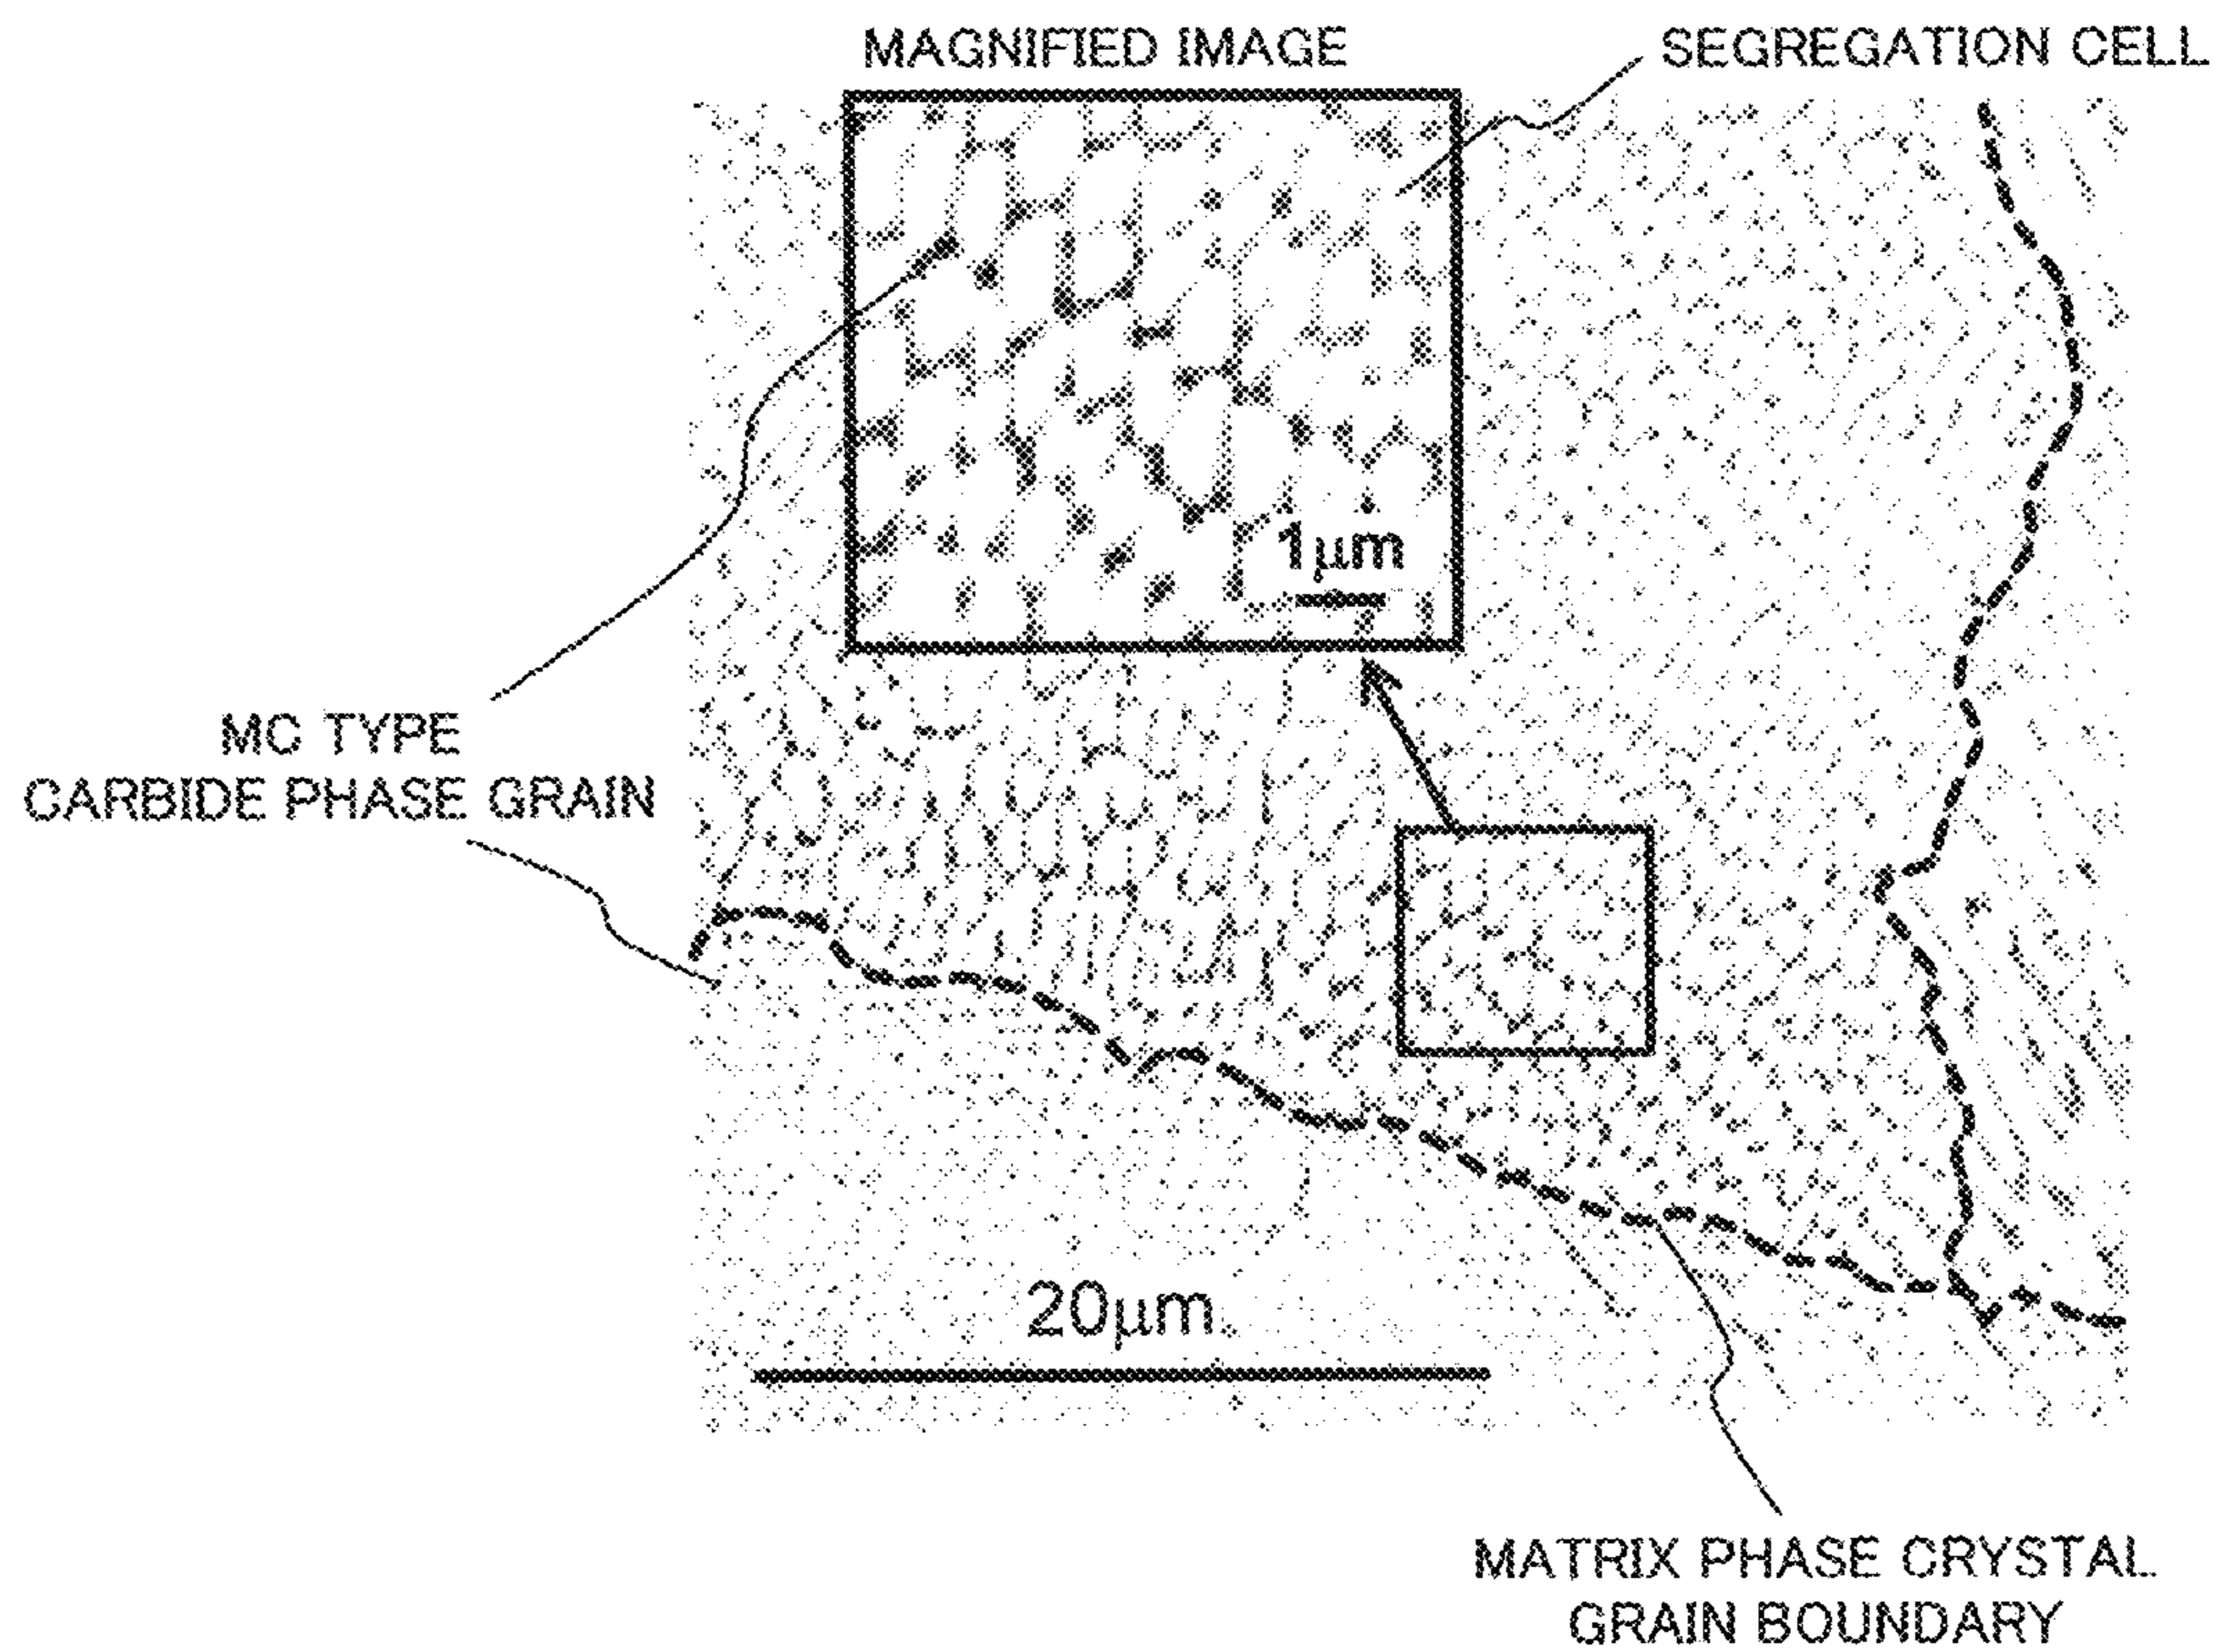 MAGNIFIED IMAGE
SEGREGATION CELL
1μm
MC TYPE
CARBIDE PHASE GRAIN
20μm
MATRIX PHASE CRYSTAL
GRAIN BOUNDARY